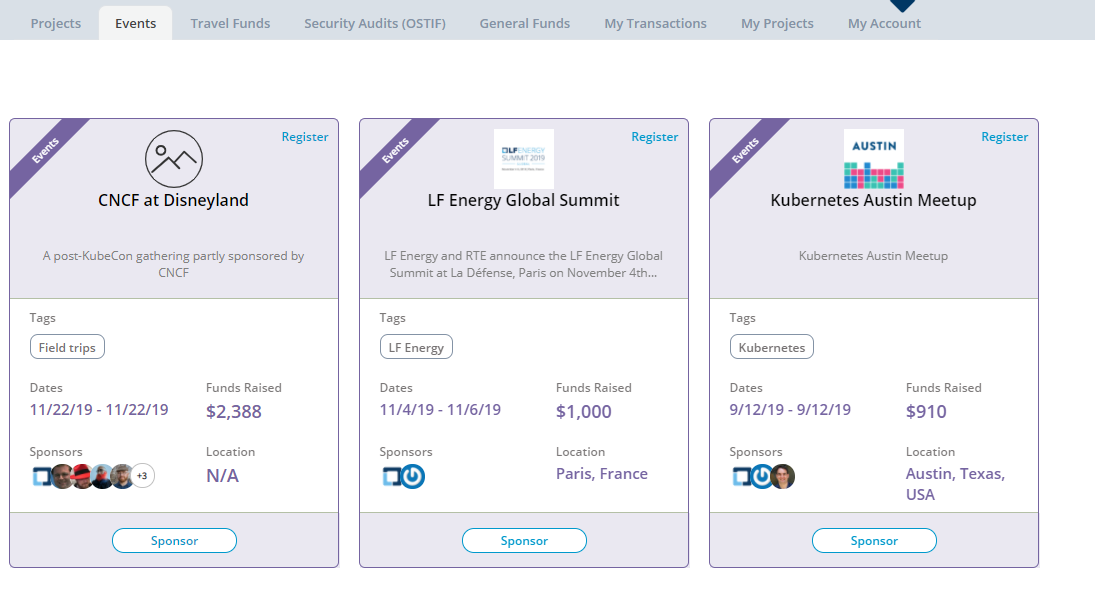 Projects Events Travel Funds Security Audits (OSTIF) General Funds My Transactions My Projects My Account
Events
Register
CNCF at Disneyland
A post-KubeCon gathering partly sponsored by
CNCF
Tags
Field trips
Dates Funds Raised
11/22/19 - 11/22/19 $2,388
Sponsors Location
+3 N/A
Sponsor
Events
Register
LF ENERGY
SUMMIT 2019
LF Energy Global Summit
LF Energy and RTE announce the LF Energy Global
Summit at La Défense, Paris on November 4th...
Tags
LF Energy
Dates Funds Raised
11/4/19 - 11/6/19 $1,000
Sponsors Location
Paris, France
Sponsor
Events
Register
AUSTIN
Kubernetes Austin Meetup
Kubernetes Austin Meetup
Tags
Kubernetes
Dates Funds Raised
9/12/19 - 9/12/19 $910
Sponsors Location
Austin, Texas,
USA
Sponsor